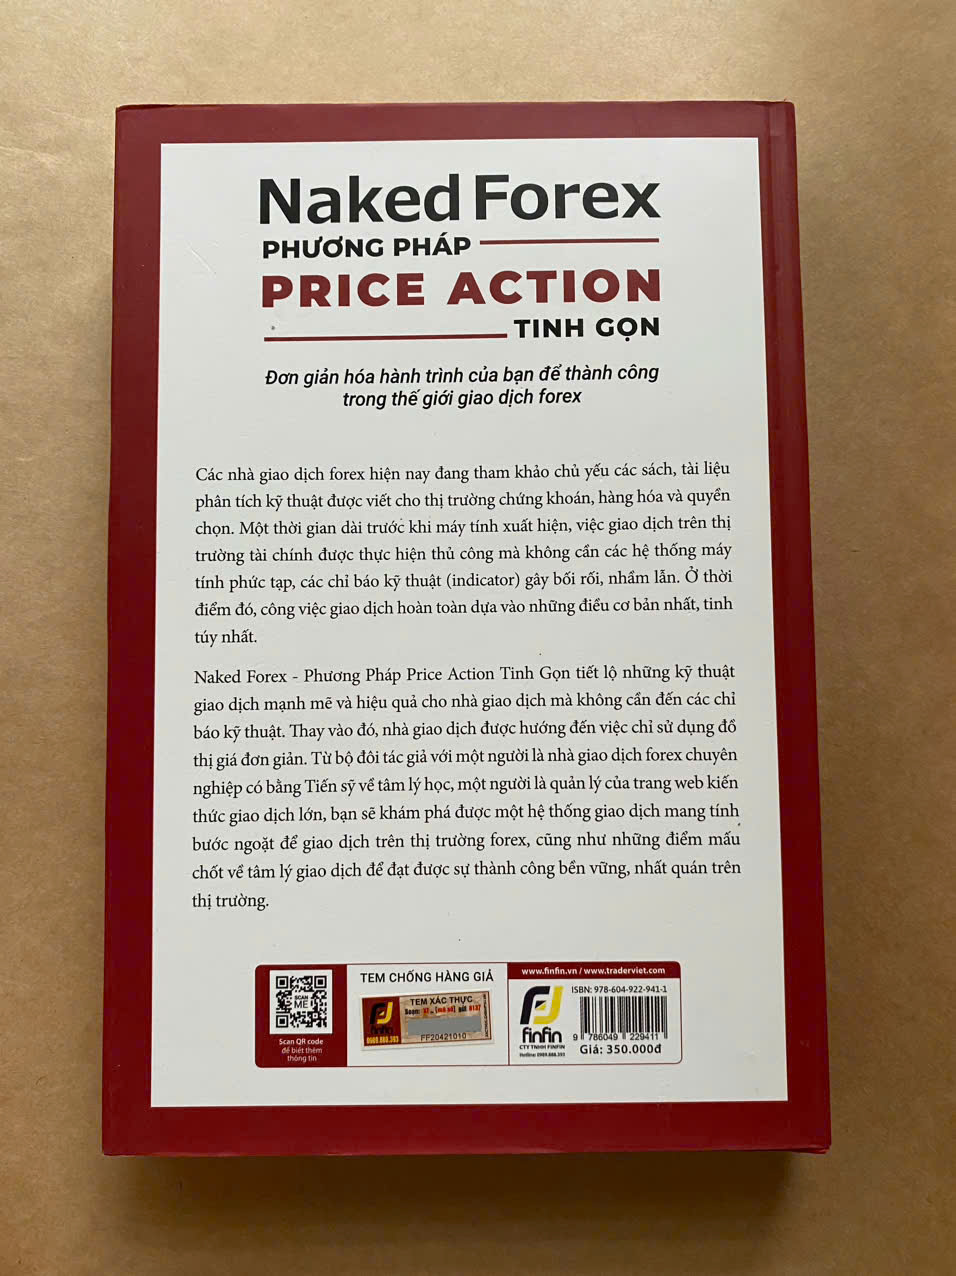 Naked Forex
PHƯƠNG PHÁP
PRICE ACTION
TINH GỌN
Đơn giản hóa hành trình của bạn để thành công
trong thế giới giao dịch forex
Các nhà giao dịch forex hiện nay đang tham khảo chủ yếu các sách, tài liệu
phân tích kỹ thuật được viết cho thị trường chứng khoán, hàng hóa và quyền
chọn. Một thời gian dài trước khi máy tính xuất hiện, việc giao dịch trên thị
trường tài chính được thực hiện thủ công mà không cần các hệ thống máy
tính phức tạp, các chỉ báo kỹ thuật (indicator) gây bối rối, nhầm lẫn. Ở thời
điểm đó, công việc giao dịch hoàn toàn dựa vào những điều cơ bản nhất, tinh
túy nhất.
Naked Forex - Phương Pháp Price Action Tinh Gọn tiết lộ những kỹ thuật
giao dịch mạnh mẽ và hiệu quả cho nhà giao dịch mà không cần đến các chỉ
báo kỹ thuật. Thay vào đó, nhà giao dịch được hướng đến việc chỉ sử dụng đồ
thị giá đơn giản. Từ bộ đôi tác giả với một người là nhà giao dịch forex chuyên
nghiệp có bằng Tiến sỹ về tâm lý học, một người là quản lý của trang web kiến
thức giao dịch lớn, bạn sẽ khám phá được một hệ thống giao dịch mang tính
bước ngoặt để giao dịch trên thị trường forex, cũng như những điểm mấu
chốt về tâm lý giao dịch để đạt được sự thành công bền vững, nhất quán trên
thị trường.
SCAN
ME
Scan QR code
để biết thêm
thông tin
TEM CHỐNG HÀNG GIẢ
finfin
0989.888.393
TEM XÁC THỰC
FF20421010
www.finfin.vn / www.traderviet.com
finfin
CTY TNHH FINFIN
Hotline: 0989.888.393
ISBN: 978-604-922-941-1
9 786049 229411
Giá: 350.000đ